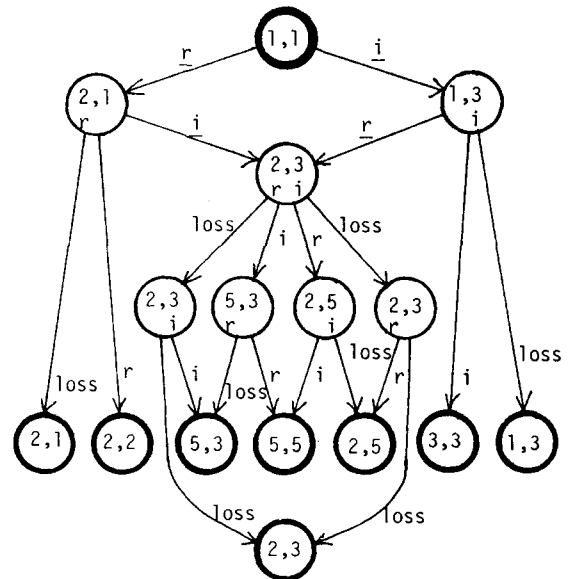 1,1
r i
2,1 r
1,3 i
i r
2,3 r i
loss i r loss
2,3 i
5,3 r
2,5 i
2,3 r
loss r i loss r i loss r i loss
2,1
2,2
5,3
5,5
2,5
3,3
1,3
loss loss
2,3